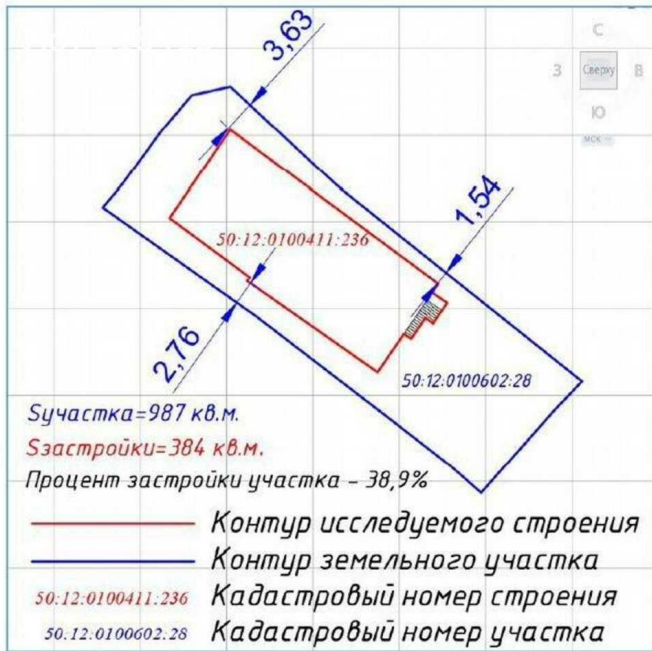 3,63
С
З Сверху В
Ю
МСК
1,54
50:12:0100411:236
2,76
50:12:0100602:28
Sучастка=987 кв.м.
Sзастройки=384 кв.м.
Процент застройки участка – 38,9%
Контур исследуемого строения
Контур земельного участка
50:12:0100411:236 Кадастровый номер строения
50:12:0100602:28 Кадастровый номер участка